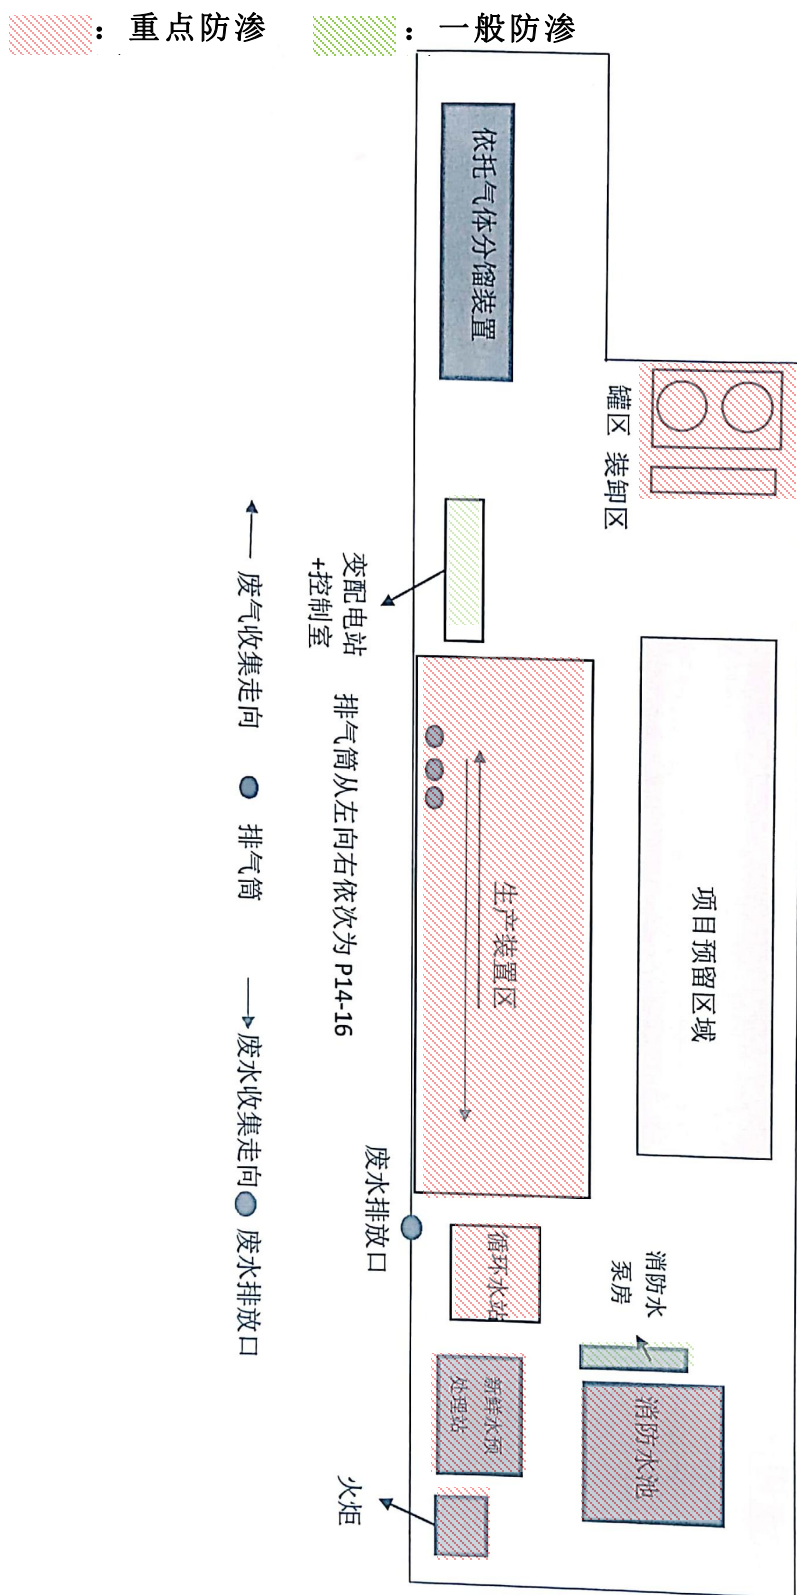 ：重点防渗
：一般防渗
依托气体分馏装置
罐区
装卸区
变配电站
+控制室
项目预留区域
生产装置区
排气筒从左向右依次为 P14-16
废气收集走向
排气筒
废水收集走向
废水排放口
废水排放口
循环水站
消防水
泵房
新鲜水预
处理站
消防水池
火炬